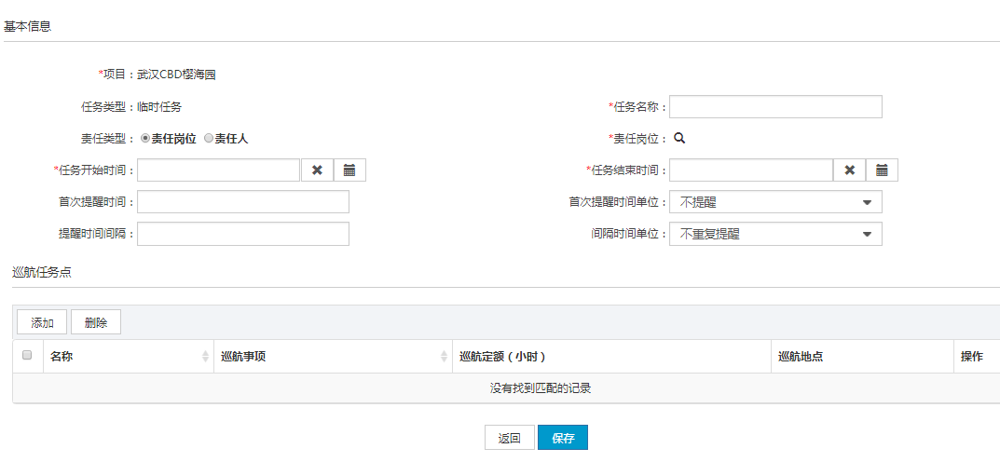 基本信息
*项目：武汉CBD樱海园
任务类型：临时任务
*任务名称：
责任类型：责任岗位 责任人
*责任岗位：
*任务开始时间：
*任务结束时间：
首次提醒时间：
首次提醒时间单位：不提醒
提醒时间间隔：
间隔时间单位：不重复提醒
巡航任务点
添加 删除
名称 巡航事项 巡航定额（小时） 巡航地点 操作
没有找到匹配的记录
返回 保存